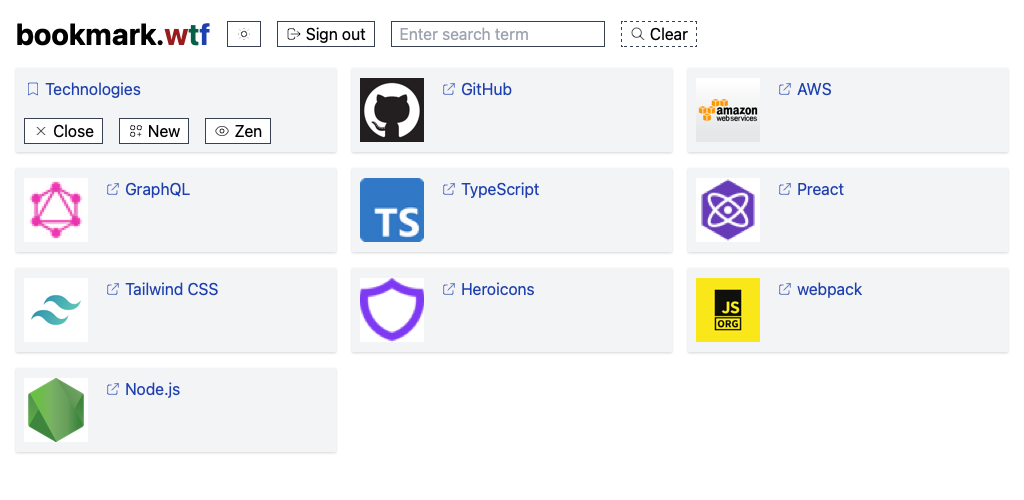 bookmark.wtf
Sign out
Enter search term
Clear
Technologies
Close
New
Zen
GitHub
amazon
web services
AWS
GraphQL
TS
TypeScript
Preact
Tailwind CSS
Heroicons
JS
ORG
webpack
Node.js